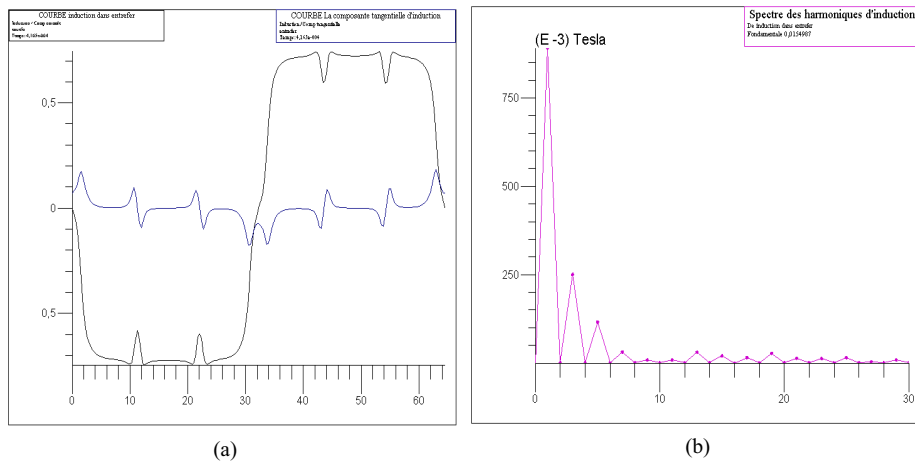 COURBE induction dans entrefer
entrefer
COURBE La composante tangentielle d'induction
Induction / Comp tangentielle
entrefer
0,5
0
0,5
0
10
20
30
40
50
60
(a)
Spectre des harmoniques d'induction
De Induction dans entrefer
Fondamentale 0,0154907
(E -3) Tesla
750
500
250
0
10
20
30
(b)